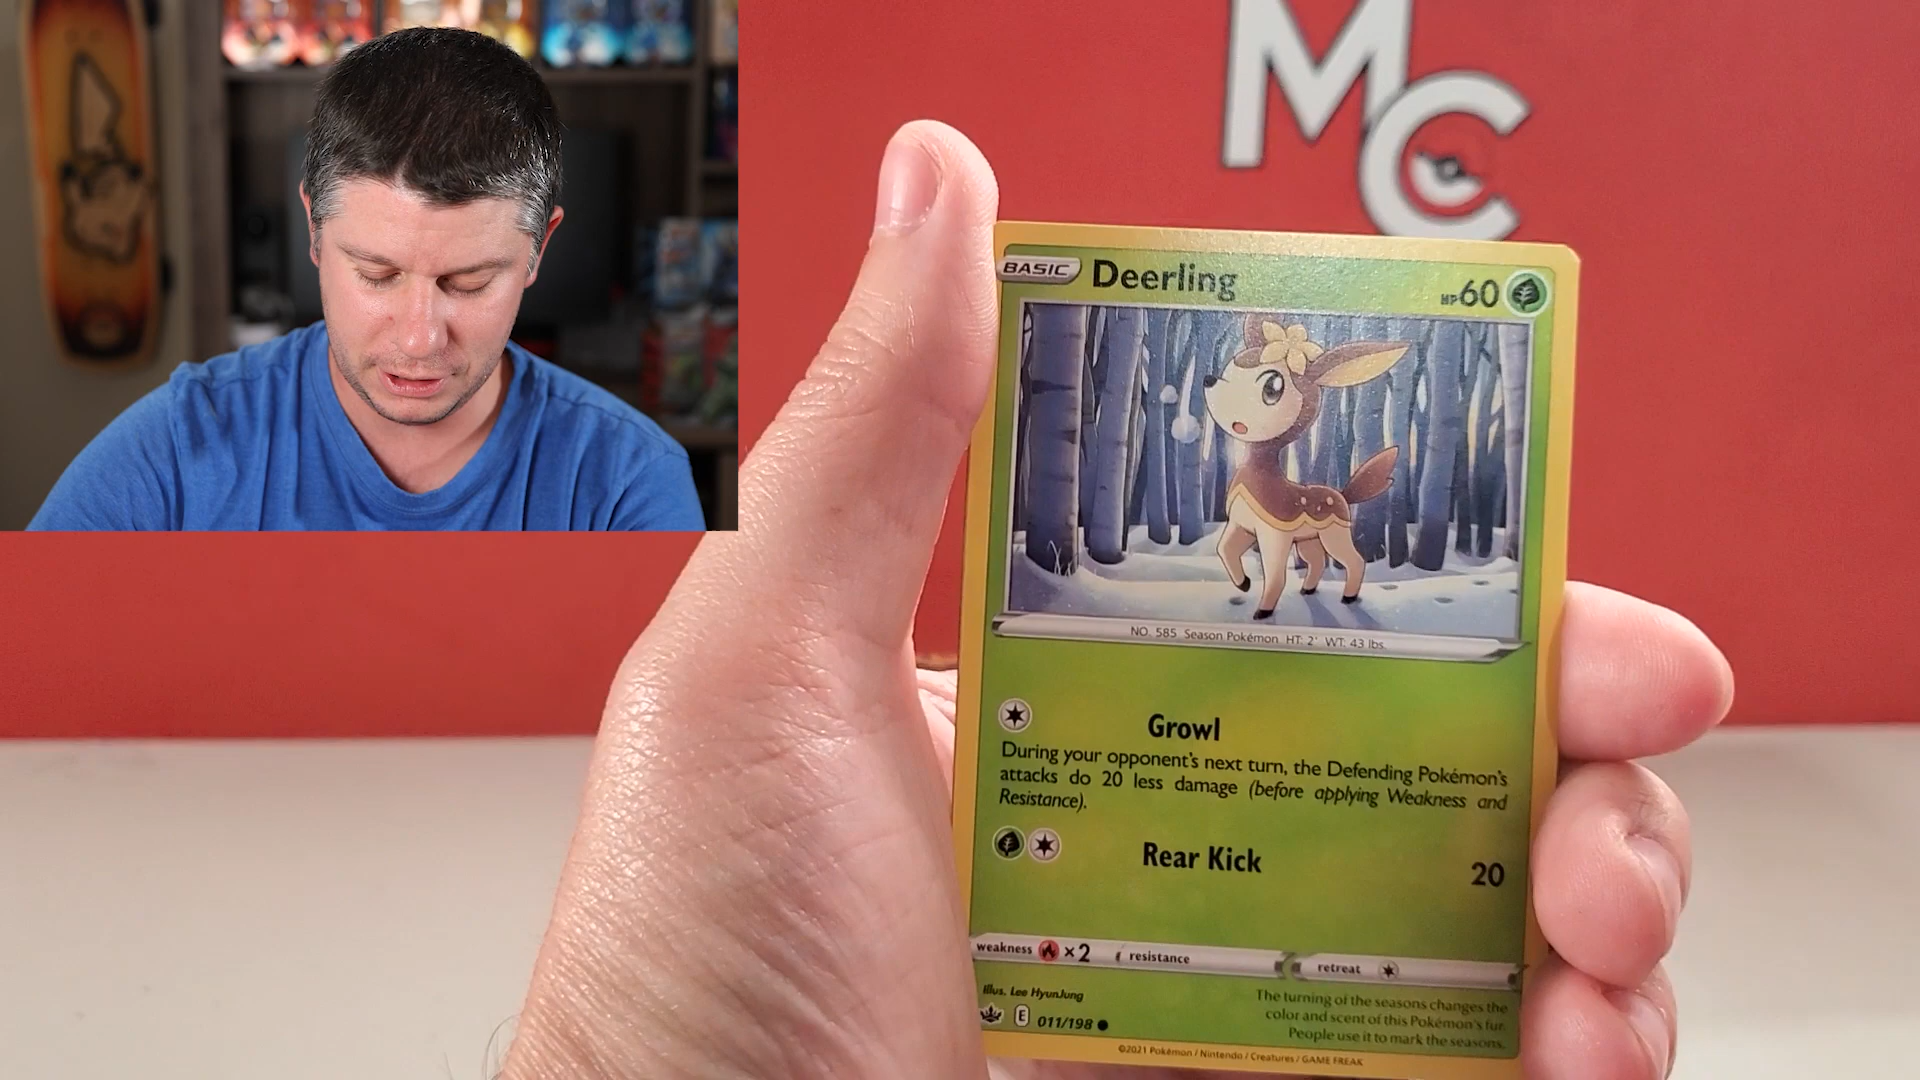 MC
BASIC Deerling HP 60
NO. 585 Season Pokémon HT: 2' WT: 43 lbs.
Growl
During your opponent's next turn, the Defending Pokémon's
attacks do 20 less damage (before applying Weakness and
Resistance).
Rear Kick 20
weakness ×2 resistance retreat
Illus. Lee HyunJung
E 011/198
The turning of the seasons changes the
color and scent of this Pokémon's fur.
People use it to mark the seasons.
©2021 Pokémon / Nintendo / Creatures / GAME FREAK